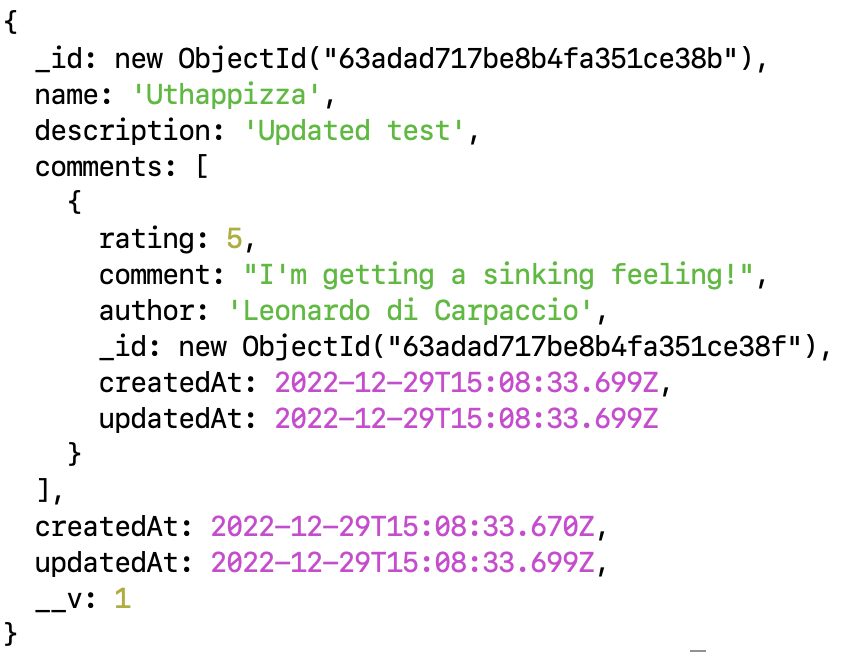 {
  _id: new ObjectId("63adad717be8b4fa351ce38b"),
  name: 'Uthappizza',
  description: 'Updated test',
  comments: [
    {
      rating: 5,
      comment: "I'm getting a sinking feeling!",
      author: 'Leonardo di Carpaccio',
      _id: new ObjectId("63adad717be8b4fa351ce38f"),
      createdAt: 2022-12-29T15:08:33.699Z,
      updatedAt: 2022-12-29T15:08:33.699Z
    }
  ],
  createdAt: 2022-12-29T15:08:33.670Z,
  updatedAt: 2022-12-29T15:08:33.699Z,
  __v: 1
}